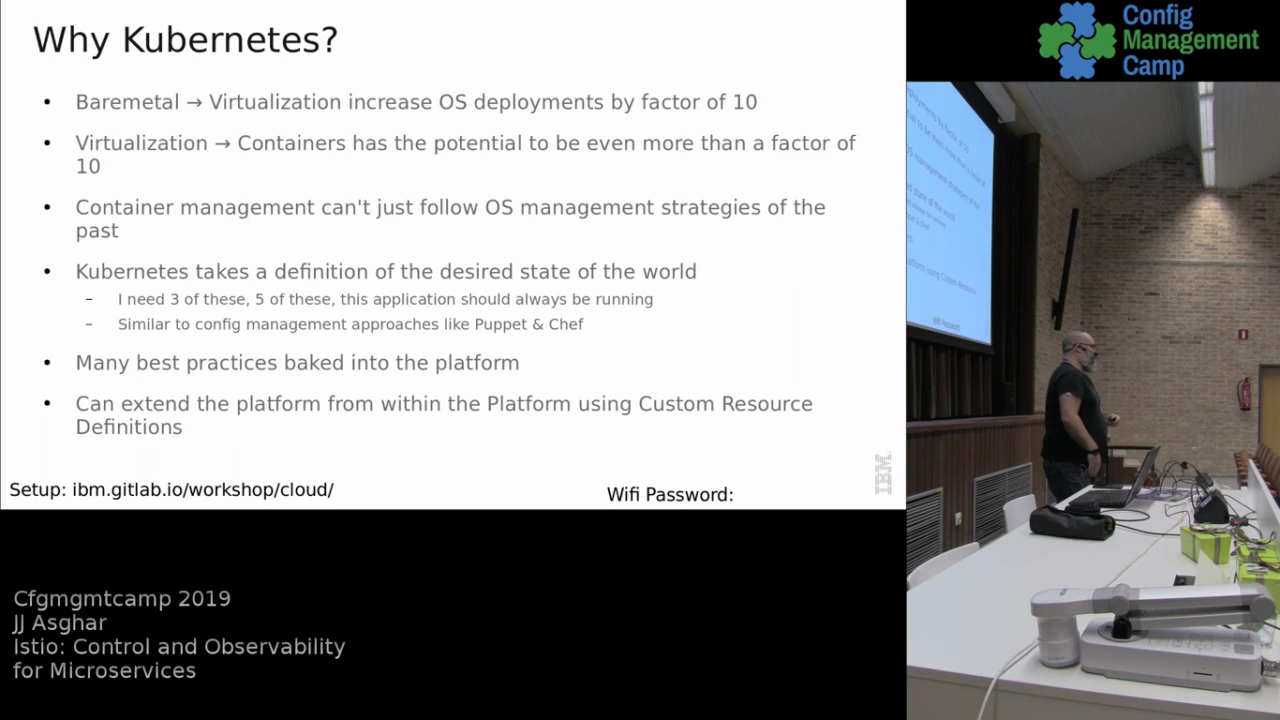 Why Kubernetes?
• Baremetal → Virtualization increase OS deployments by factor of 10
• Virtualization → Containers has the potential to be even more than a factor of
10
• Container management can't just follow OS management strategies of the
past
• Kubernetes takes a definition of the desired state of the world
– I need 3 of these, 5 of these, this application should always be running
– Similar to config management approaches like Puppet & Chef
• Many best practices baked into the platform
• Can extend the platform from within the Platform using Custom Resource
Definitions
IBM
Setup: ibm.gitlab.io/workshop/cloud/
Wifi Password:
Cfgmgmtcamp 2019
JJ Asghar
Istio: Control and Observability
for Microservices
Config
Management
Camp